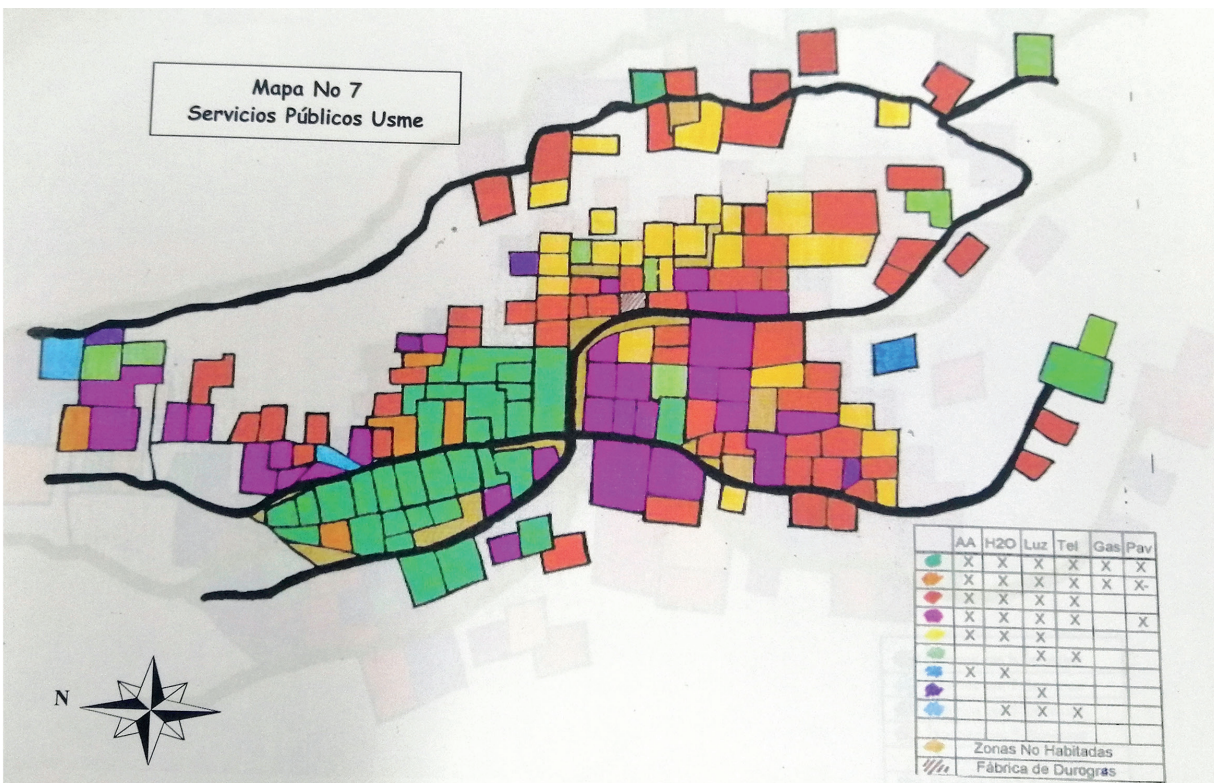 Mapa No 7
Servicios Públicos Usme
N
AA H2O Luz Tel Gas Pav
X X X X X X
X X X X X X-
X X X X
X X X X X
X X X
X X
X X
X
X X X
Zonas No Habitadas
Fábrica de Durogras